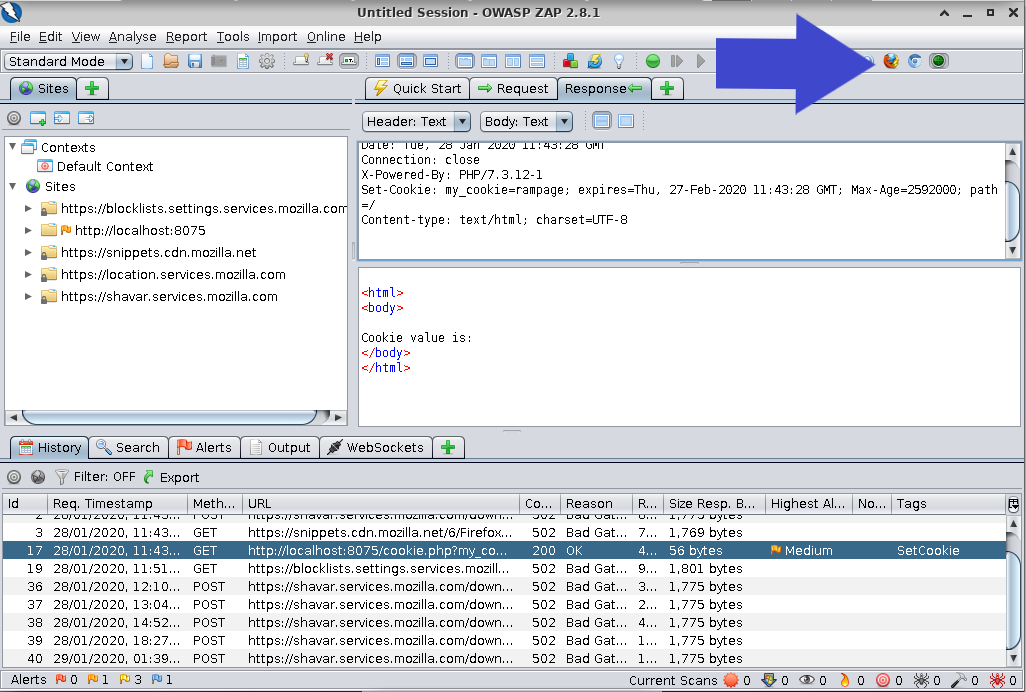 Untitled Session - OWASP ZAP 2.8.1
File Edit View Analyse Report Tools Import Online Help
Standard Mode
Sites
Quick Start Request Response
Header: Text Body: Text
Contexts
Default Context
Sites
https://blocklists.settings.services.mozilla.com
http://localhost:8075
https://snippets.cdn.mozilla.net
https://location.services.mozilla.com
https://shavar.services.mozilla.com
Date: Tue, 28 Jan 2020 11:43:28 GMT
Connection: close
X-Powered-By: PHP/7.3.12-1
Set-Cookie: my_cookie=rampage; expires=Thu, 27-Feb-2020 11:43:28 GMT; Max-Age=2592000; path
=/
Content-type: text/html; charset=UTF-8
<html>
<body>
Cookie value is:
</body>
</html>
History Search Alerts Output WebSockets
Filter: OFF Export
Id Req. Timestamp Meth... URL Co... Reason R... Size Resp. B... Highest Al... No... Tags
2 28/01/2020, 11:43... POST https://shavar.services.mozilla.com/down... 502 Bad Gat... 8... 1,775 bytes
3 28/01/2020, 11:43... GET https://snippets.cdn.mozilla.net/6/Firefox... 502 Bad Gat... 7... 1,769 bytes
17 28/01/2020, 11:43... GET http://localhost:8075/cookie.php?my_co... 200 OK 4... 56 bytes Medium SetCookie
19 28/01/2020, 11:51... GET https://blocklists.settings.services.mozill... 502 Bad Gat... 9... 1,801 bytes
36 28/01/2020, 12:10... POST https://shavar.services.mozilla.com/down... 502 Bad Gat... 3... 1,775 bytes
37 28/01/2020, 13:04... POST https://shavar.services.mozilla.com/down... 502 Bad Gat... 2... 1,775 bytes
38 28/01/2020, 14:52... POST https://shavar.services.mozilla.com/down... 502 Bad Gat... 4... 1,775 bytes
39 28/01/2020, 18:27... POST https://shavar.services.mozilla.com/down... 502 Bad Gat... 1... 1,775 bytes
40 29/01/2020, 01:39... POST https://shavar.services.mozilla.com/down... 502 Bad Gat... 1... 1,775 bytes
Alerts 0 1 3 1 Current Scans 0 0 0 0 0 0 0 0